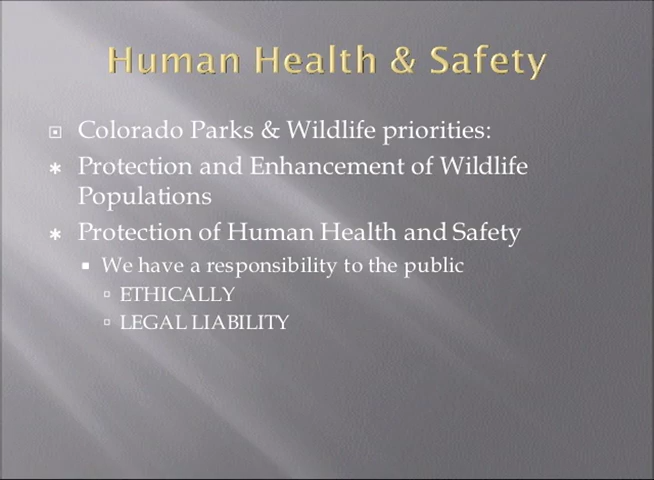 Human Health & Safety
Colorado Parks & Wildlife priorities:
Protection and Enhancement of Wildlife
Populations
Protection of Human Health and Safety
We have a responsibility to the public
ETHICALLY
LEGAL LIABILITY